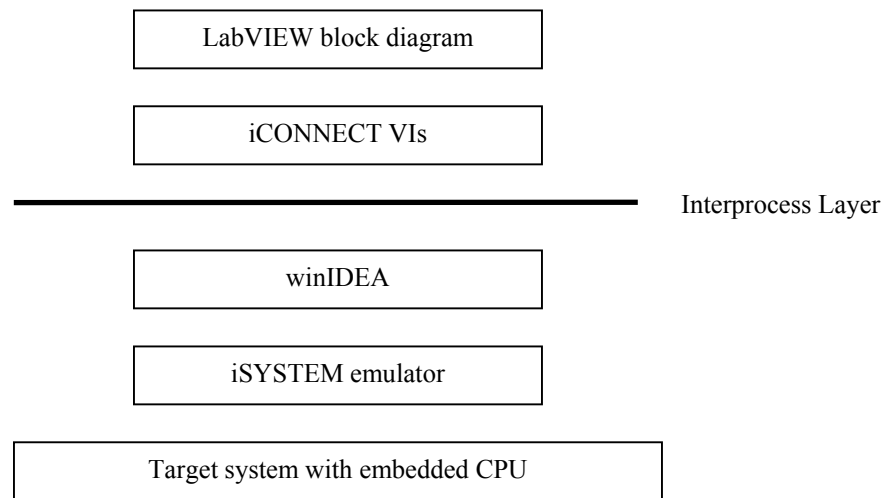 LabVIEW block diagram
iCONNECT VIs
Interprocess Layer
winIDEA
iSYSTEM emulator
Target system with embedded CPU